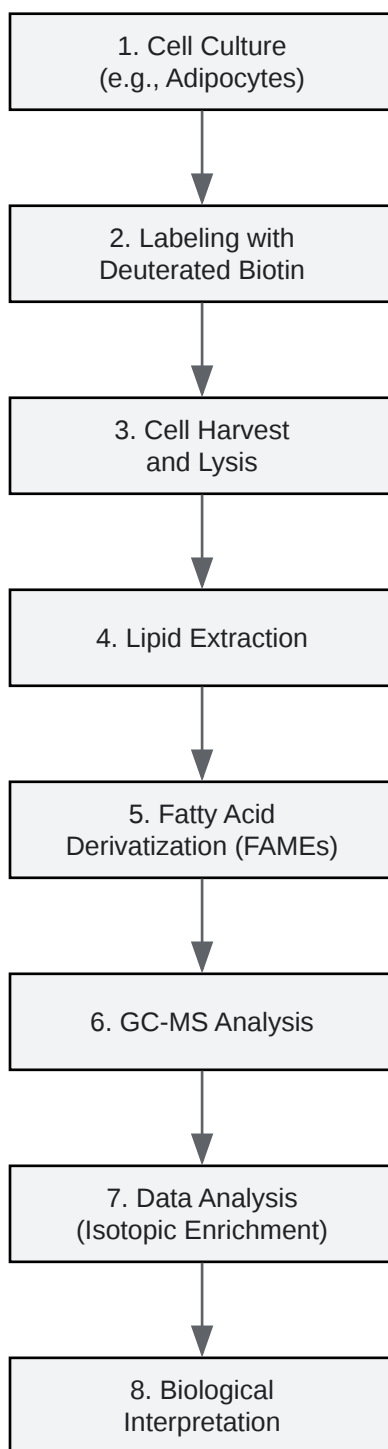 1. Cell Culture
(e.g., Adipocytes)
2. Labeling with
Deuterated Biotin
3. Cell Harvest
and Lysis
4. Lipid Extraction
5. Fatty Acid
Derivatization (FAMEs)
6. GC-MS Analysis
7. Data Analysis
(Isotopic Enrichment)
8. Biological
Interpretation